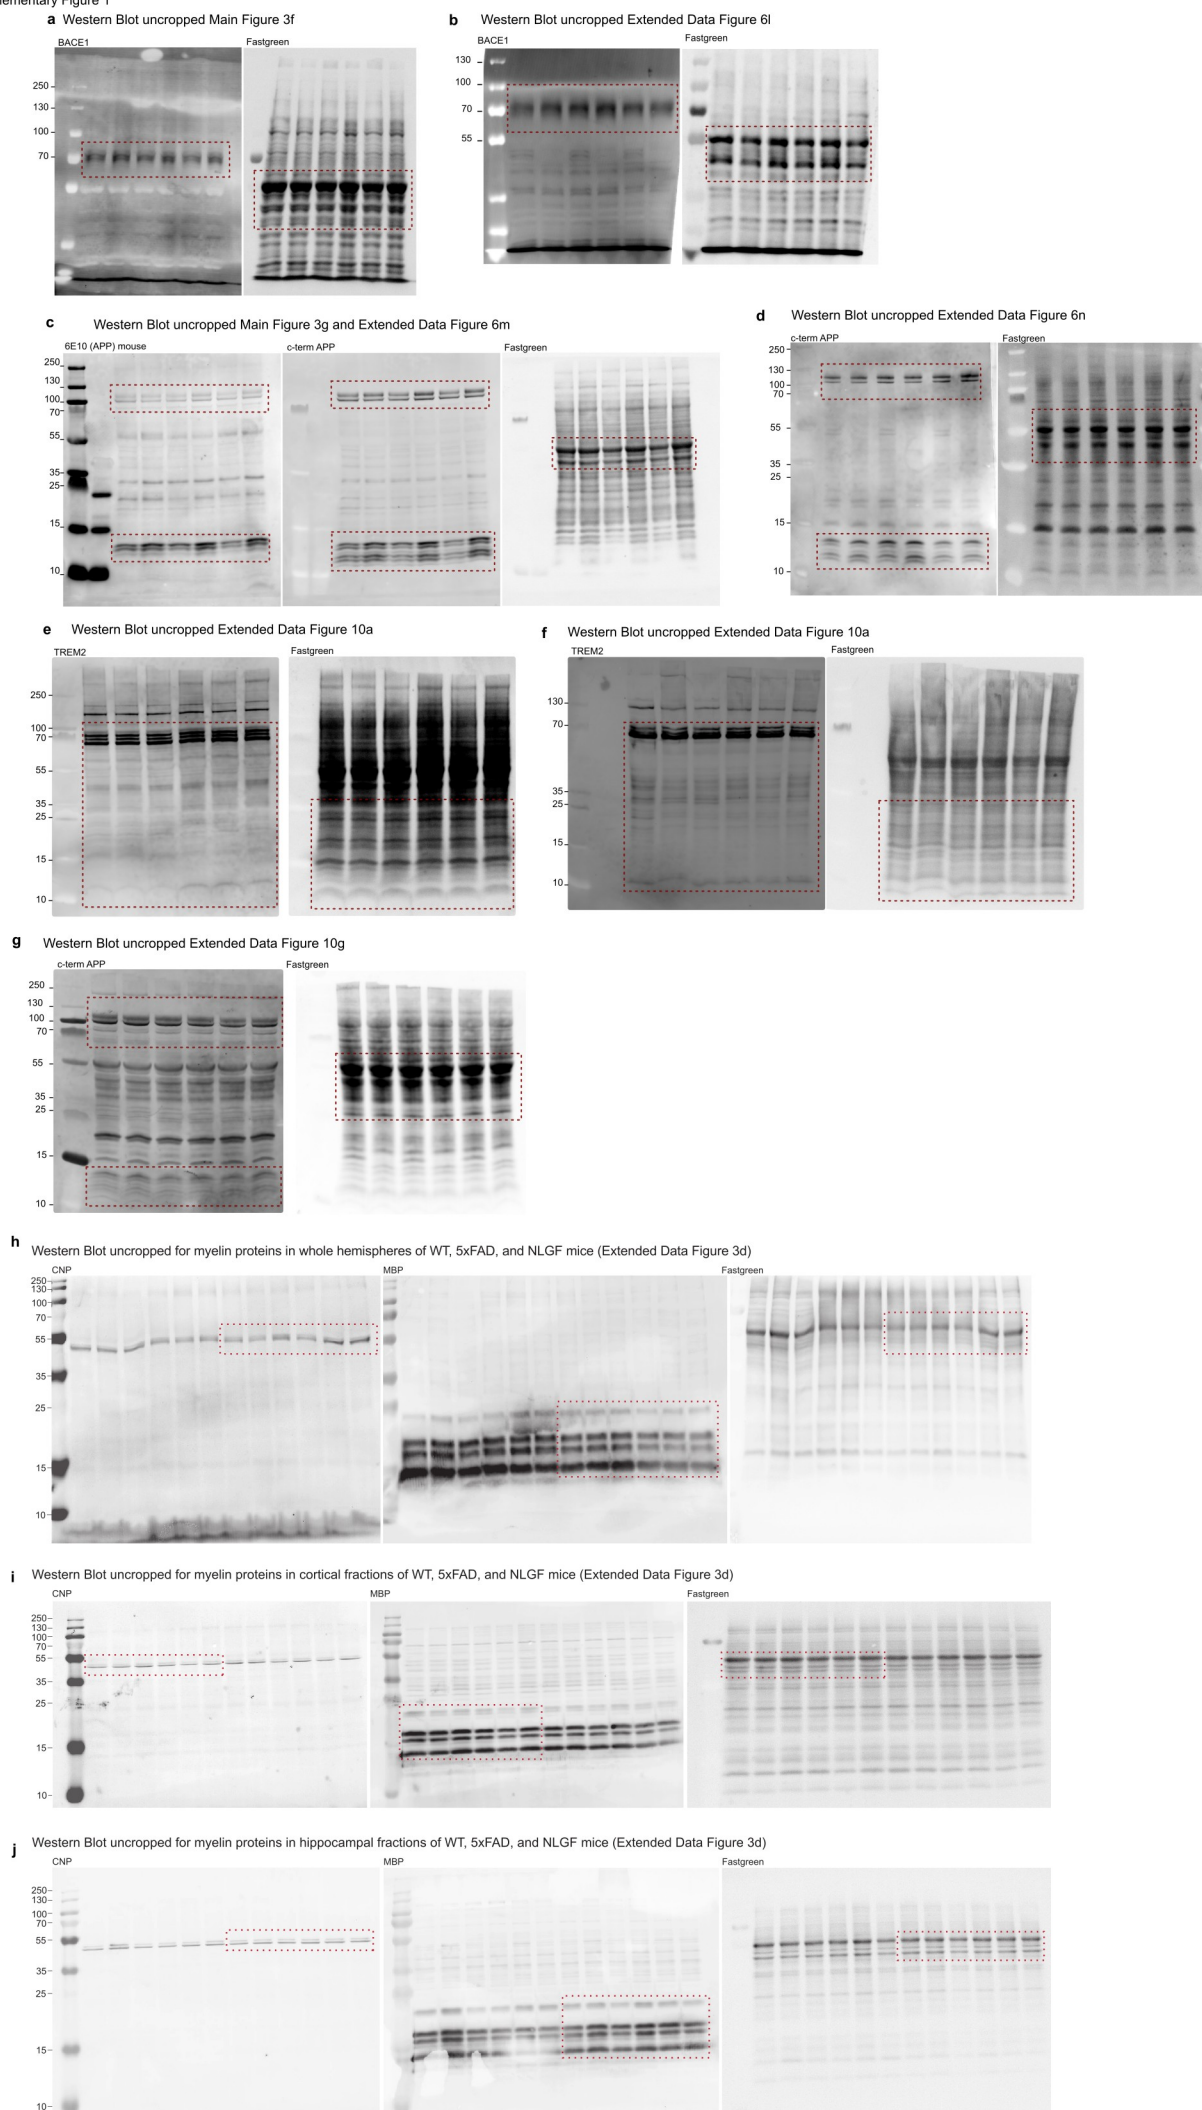 a Western Blot uncropped Main Figure 3f
BACE1
Fastgreen
250
130
100
70
b Western Blot uncropped Extended Data Figure 6l
BACE1
Fastgreen
130
100
70
55
c Western Blot uncropped Main Figure 3g and Extended Data Figure 6m
6E10 (APP) mouse
c-term APP
Fastgreen
250
130
100
70
55
35
25
15
10
d Western Blot uncropped Extended Data Figure 6n
c-term APP
Fastgreen
250
130
100
70
55
35
25
15
10
e Western Blot uncropped Extended Data Figure 10a
TREM2
Fastgreen
250
100
70
55
35
25
15
10
f Western Blot uncropped Extended Data Figure 10a
TREM2
Fastgreen
130
70
35
25
15
10
g Western Blot uncropped Extended Data Figure 10g
c-term APP
Fastgreen
250
130
100
70
55
35
25
15
10
h Western Blot uncropped for myelin proteins in whole hemispheres of WT, 5xFAD, and NLGF mice (Extended Data Figure 3d)
CNP
MBP
Fastgreen
250
130
100
70
55
35
25
15
10
i Western Blot uncropped for myelin proteins in cortical fractions of WT, 5xFAD, and NLGF mice (Extended Data Figure 3d)
CNP
MBP
Fastgreen
250
130
100
70
55
35
25
15
10
j Western Blot uncropped for myelin proteins in hippocampal fractions of WT, 5xFAD, and NLGF mice (Extended Data Figure 3d)
CNP
MBP
Fastgreen
250
130
100
70
55
35
25
15
10